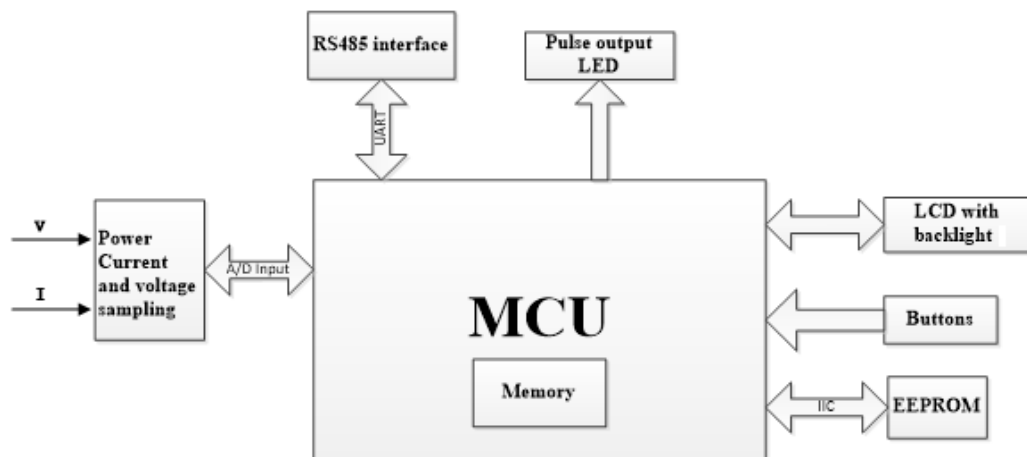 RS485 interface
Pulse output
LED
UART
V
I
Power
Current
and voltage
sampling
A/D Input
MCU
Memory
LCD with
backlight
Buttons
IIC
EEPROM